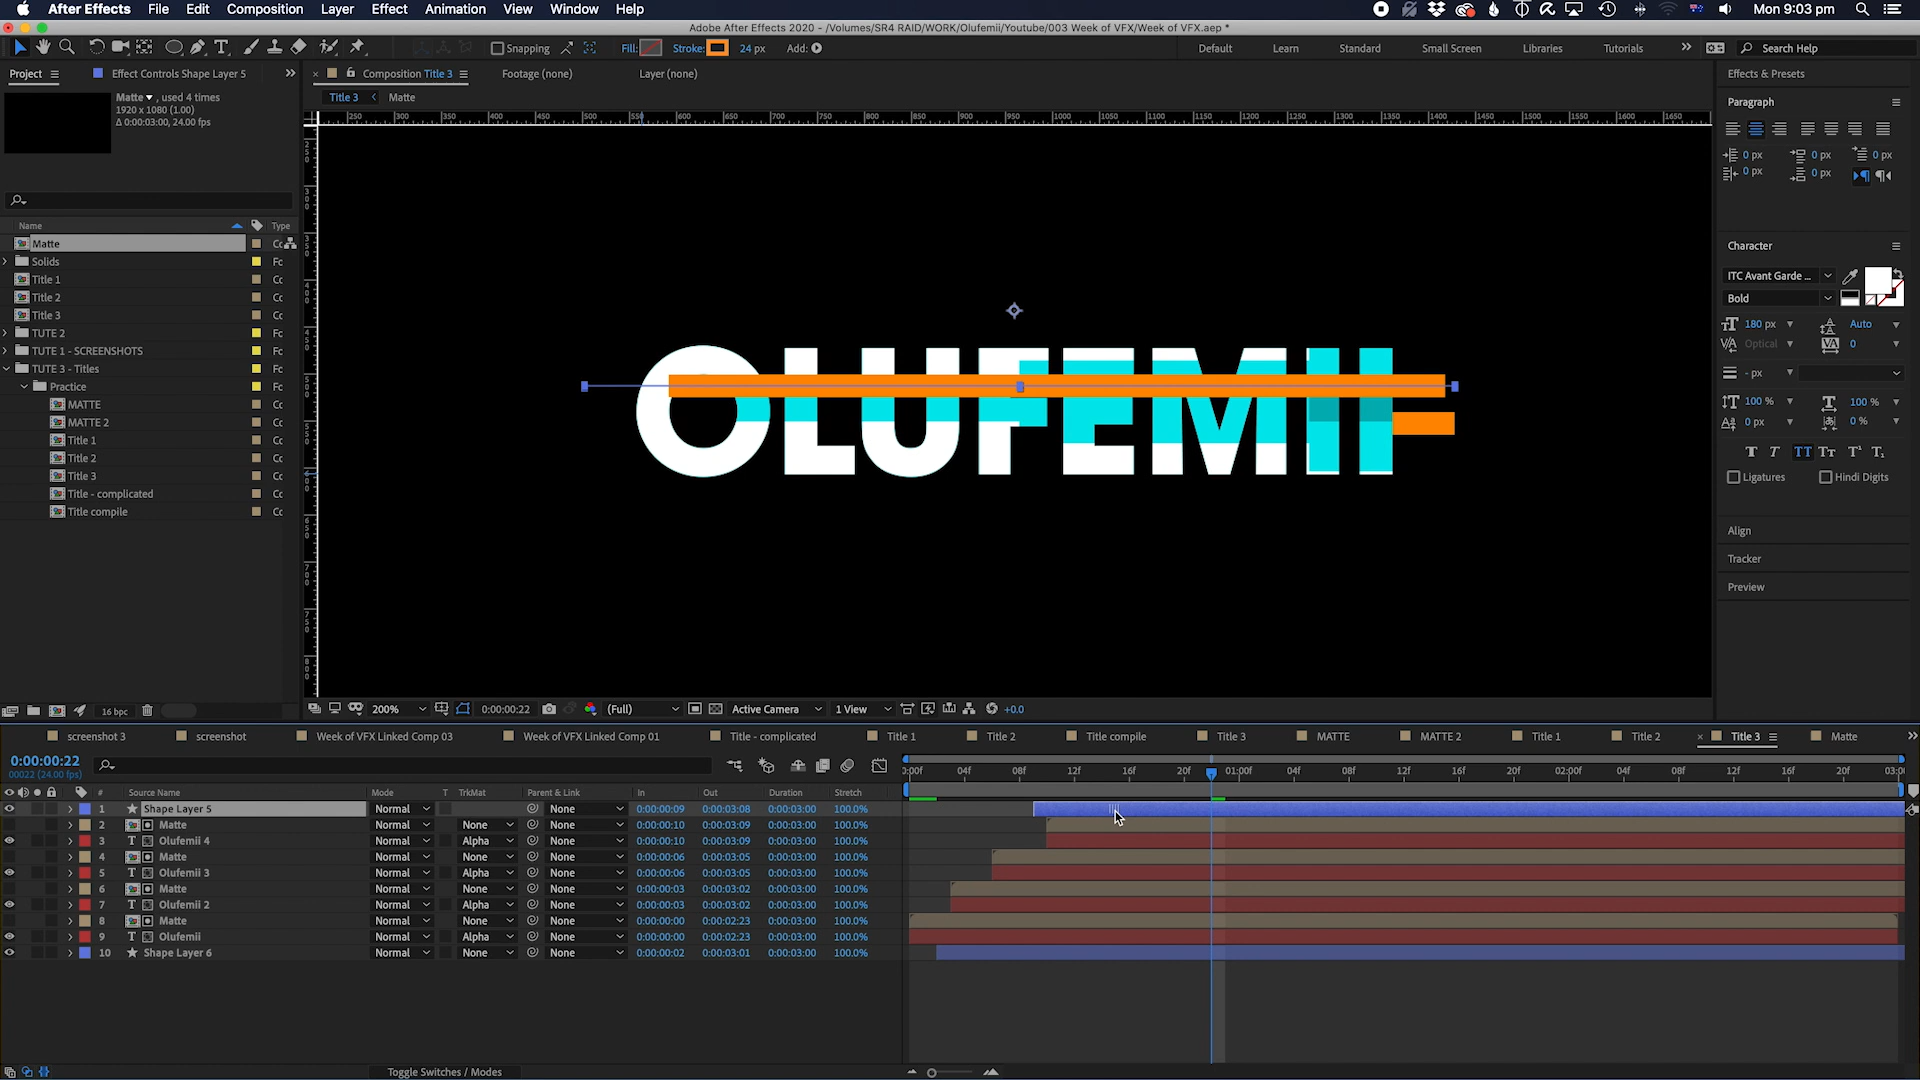 After Effects File Edit Composition Layer Effect Animation View Window Help Mon 9:03 pm
Adobe After Effects 2020 - /Volumes/SR4 RAID/WORK/Olufemii/Youtube/003 Week of VFX/Week of VFX.aep *
Snapping Fill: Stroke: 24 px Add: Default Learn Standard Small Screen Libraries Tutorials Search Help
Project Effect Controls Shape Layer 5 Composition Title 3 Footage (none) Layer (none) Effects & Presets
Matte , used 4 times
1920 x 1080 (1.00)
Δ 0:00:03:00, 24.00 fps
Title 3 Matte
Name Type
Matte
Solids
Title 1
Title 2
Title 3
TUTE 2
TUTE 1 - SCREENSHOTS
TUTE 3 - Titles
Practice
MATTE
MATTE 2
Title 1
Title 2
Title 3
Title - complicated
Title compile
16 bpc
OLUFEMII
200% 0:00:00:22 (Full) Active Camera 1 View +0.0
Paragraph
0 px 0 px 0 px
0 px 0 px
Character
ITC Avant Garde ...
Bold
180 px Auto
Optical 0
- px
100 % 100 %
0 px 0 %
Ligatures Hindi Digits
Align
Tracker
Preview
screenshot 3 screenshot Week of VFX Linked Comp 03 Week of VFX Linked Comp 01 Title - complicated Title 1 Title 2 Title compile Title 3 MATTE MATTE 2 Title 1 Title 2 Title 3 Matte
0:00:00:22
00022 (24.00 fps)
04f 08f 12f 16f 20f 01:00f 04f 08f 12f 16f 20f 02:00f 04f 08f 12f 16f 20f
# Source Name Mode T TrkMat Parent & Link In Out Duration Stretch
1 Shape Layer 5 Normal None 0:00:00:09 0:00:03:08 0:00:03:00 100.0%
2 Matte Normal None None 0:00:00:10 0:00:03:09 0:00:03:00 100.0%
3 T Olufemii 4 Normal Alpha None 0:00:00:10 0:00:03:09 0:00:03:00 100.0%
4 Matte Normal None None 0:00:00:06 0:00:03:05 0:00:03:00 100.0%
5 T Olufemii 3 Normal Alpha None 0:00:00:06 0:00:03:05 0:00:03:00 100.0%
6 Matte Normal None None 0:00:00:03 0:00:03:02 0:00:03:00 100.0%
7 T Olufemii 2 Normal Alpha None 0:00:00:03 0:00:03:02 0:00:03:00 100.0%
8 Matte Normal None None 0:00:00:00 0:00:02:23 0:00:03:00 100.0%
9 T Olufemii Normal Alpha None 0:00:00:00 0:00:02:23 0:00:03:00 100.0%
10 Shape Layer 6 Normal None None 0:00:00:02 0:00:03:01 0:00:03:00 100.0%
Toggle Switches / Modes